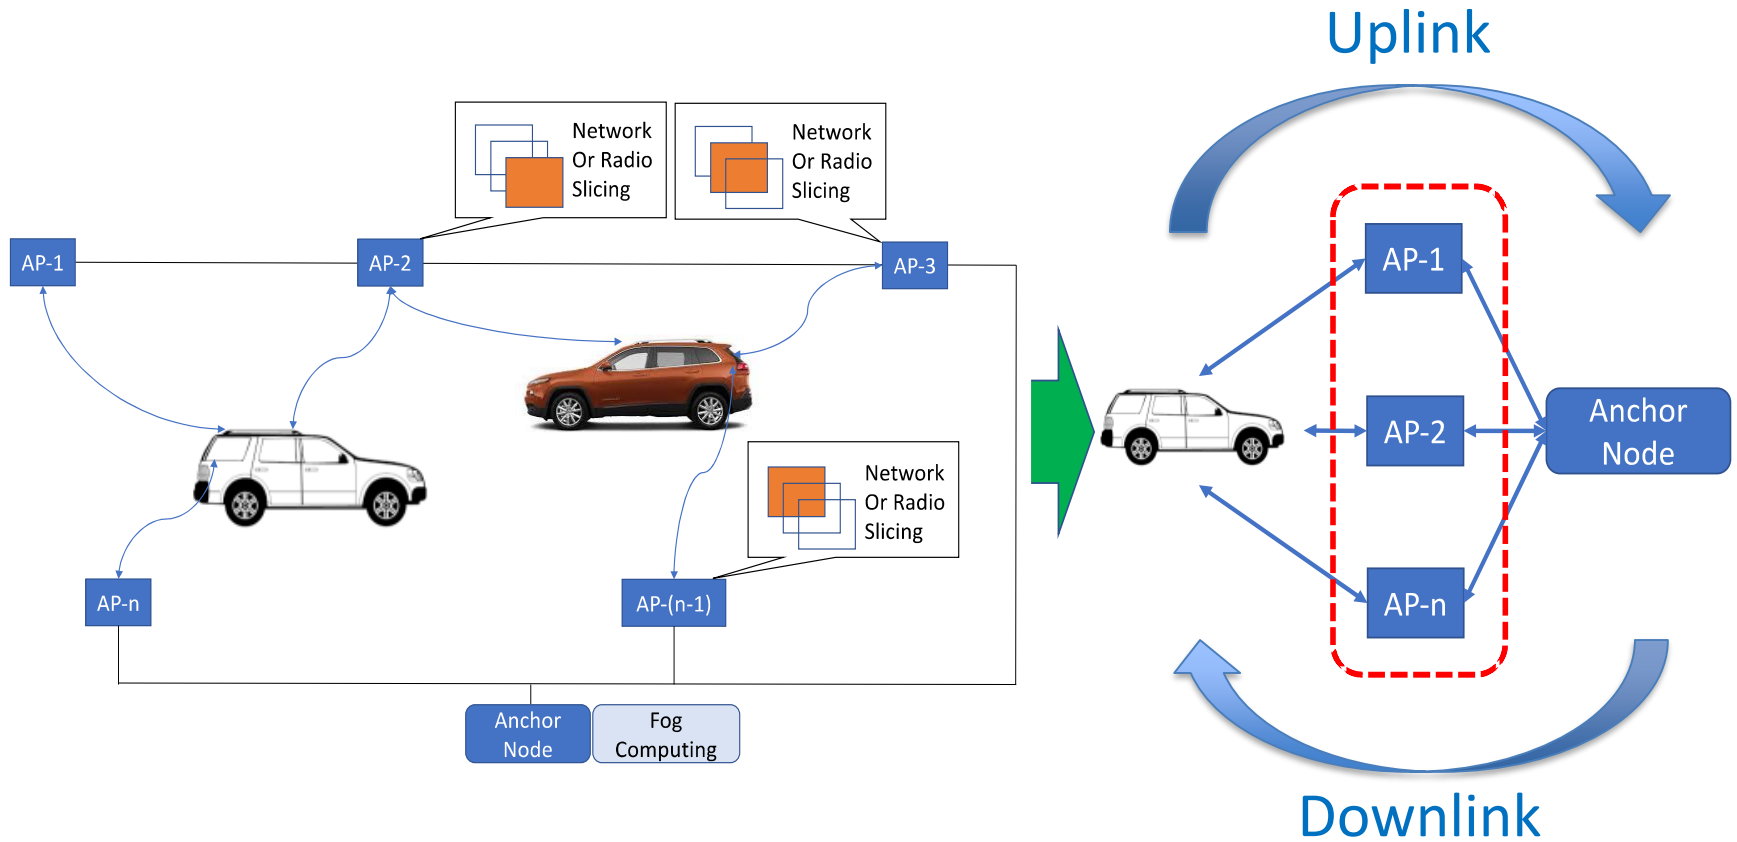 Uplink
Network
Or Radio
Slicing
Network
Or Radio
Slicing
AP-1
AP-2
AP-3
AP-1
Anchor
Node
AP-2
Network
Or Radio
Slicing
AP-n
AP-(n-1)
AP-n
Anchor
Node
Fog
Computing
Downlink